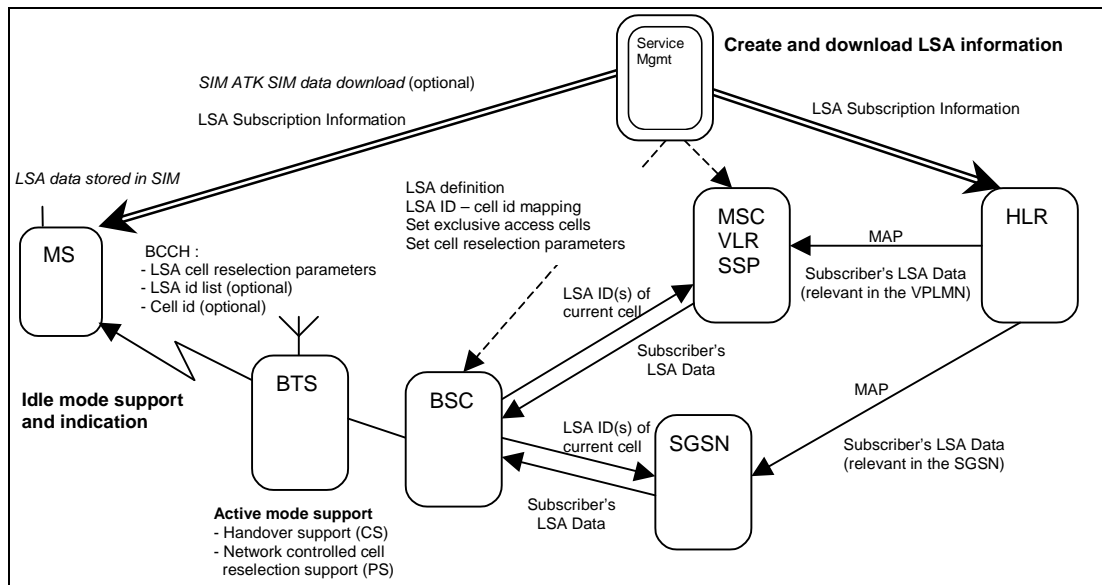 Service
Mgmt
Create and download LSA information
SIM ATK SIM data download (optional)
LSA Subscription Information
LSA Subscription Information
LSA data stored in SIM
LSA definition
LSA ID – cell id mapping
Set exclusive access cells
Set cell reselection parameters
MS
BCCH :
- LSA cell reselection parameters
- LSA id list (optional)
- Cell id (optional)
MSC
VLR
SSP
HLR
MAP
Subscriber's LSA Data
(relevant in the VPLMN)
LSA ID(s) of
current cell
Subscriber's
LSA Data
BTS
BSC
Idle mode support
and indication
MAP
LSA ID(s) of
current cell
SGSN
Subscriber's LSA Data
(relevant in the SGSN)
Subscriber's
LSA Data
Active mode support
- Handover support (CS)
- Network controlled cell
reselection support (PS)